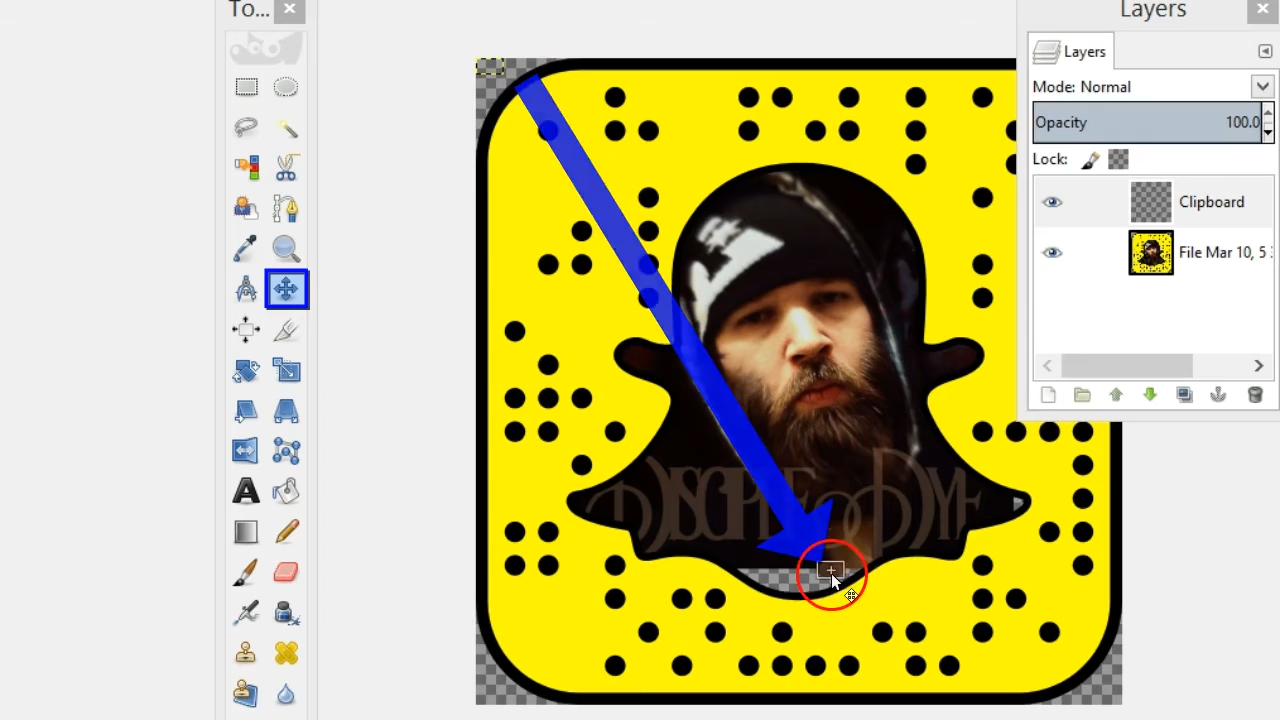 To...
Layers
Layers
Mode: Normal
Opacity 100.0
Lock:
Clipboard
File Mar 10, 5